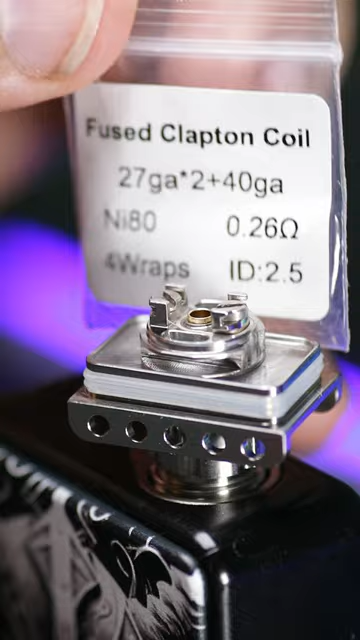 Fused Clapton Coil
27ga*2+40ga
Ni80 0.26Ω
4Wraps ID:2.5